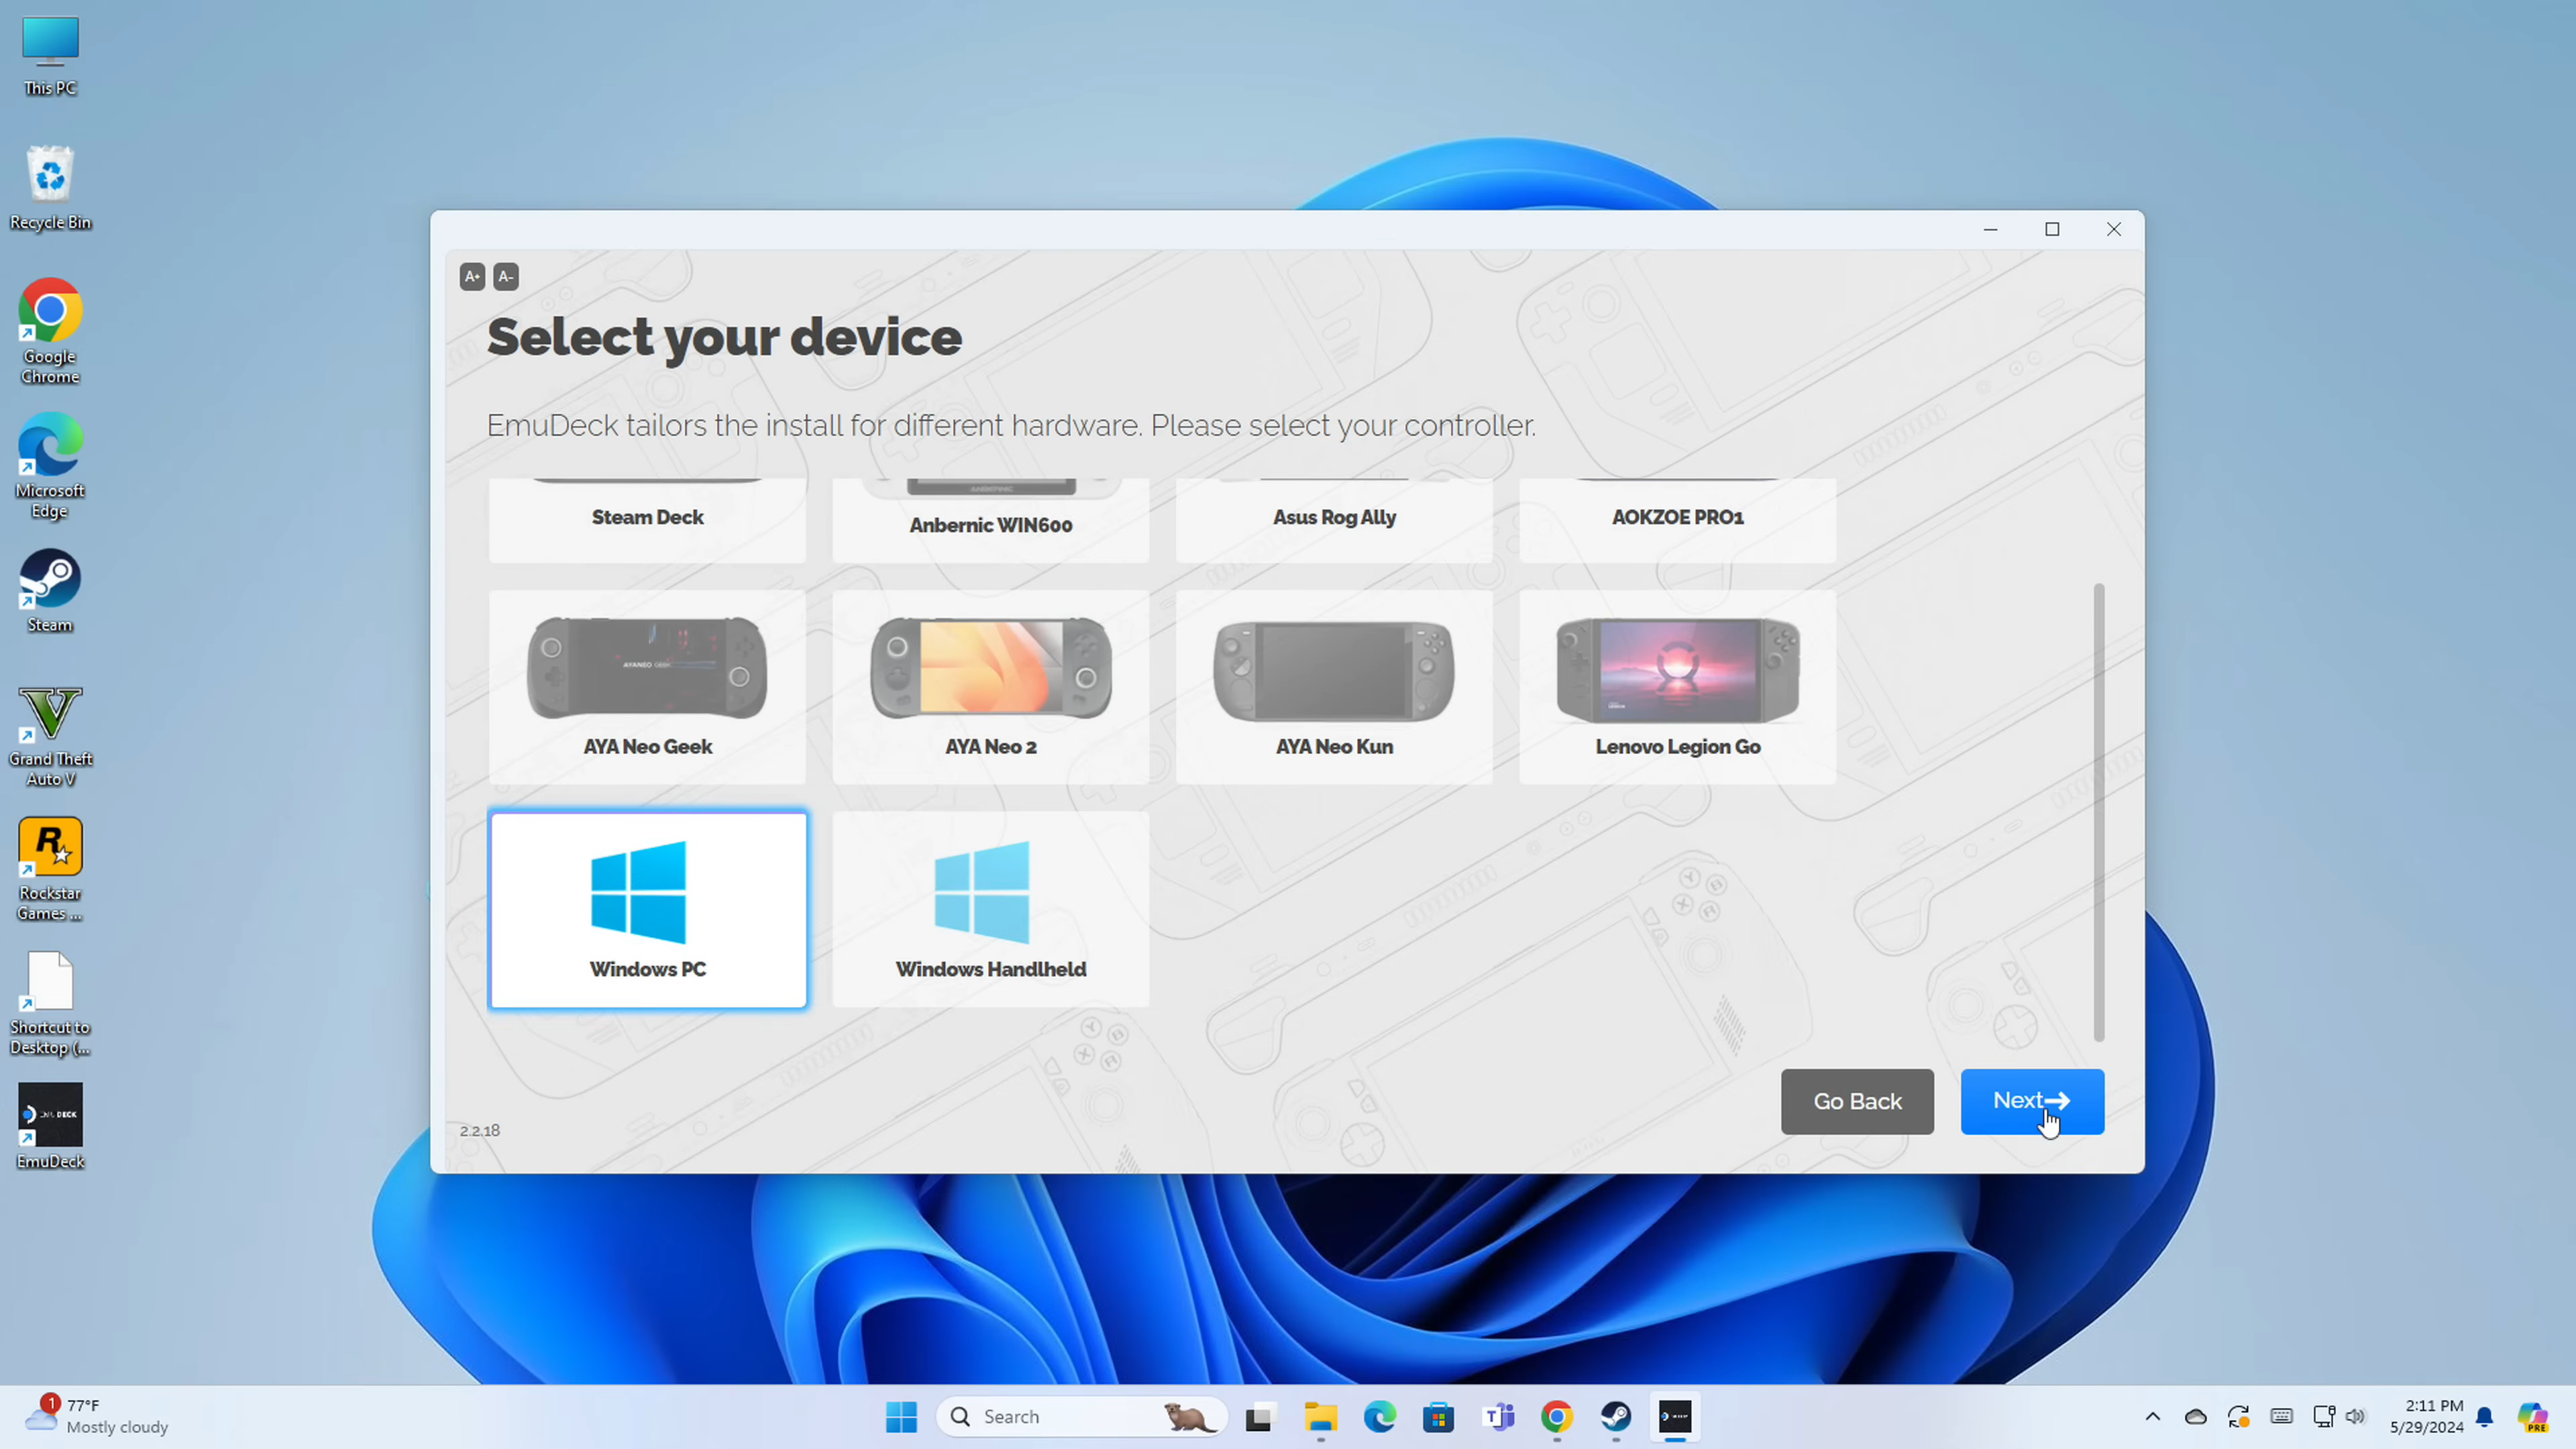 This PC
Recycle Bin
Google
Chrome
Microsoft
Edge
Steam
Grand Theft
Auto V
Rockstar
Games ...
Shortcut to
Desktop (...
EmuDeck
A+ A-
Select your device
EmuDeck tailors the install for different hardware. Please select your controller.
Steam Deck
Anbernic WIN600
Asus Rog Ally
AOKZOE PRO1
AYA Neo Geek
AYA Neo 2
AYA Neo Kun
Lenovo Legion Go
Windows PC
Windows Handlheld
Go Back
Next
2.2.18
1
77°F
Mostly cloudy
Search
2:11 PM
5/29/2024
PRE